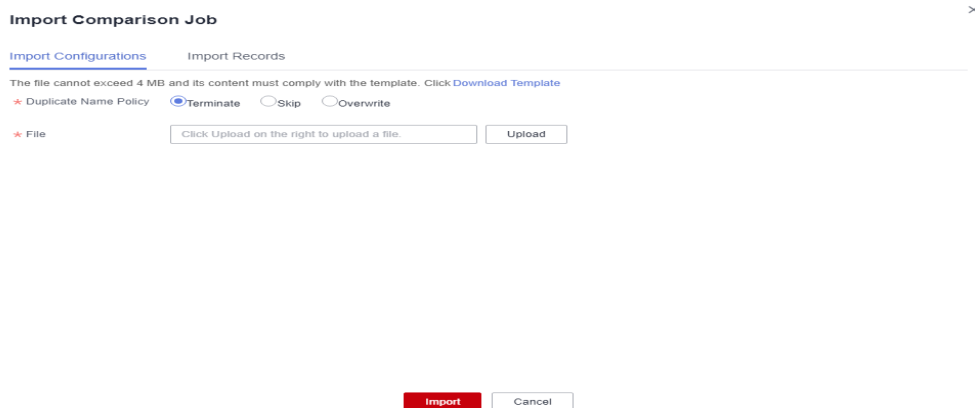 Import Comparison Job
Import Configurations Import Records
The file cannot exceed 4 MB and its content must comply with the template. Click Download Template
* Duplicate Name Policy Terminate Skip Overwrite
* File Click Upload on the right to upload a file. Upload
Import Cancel